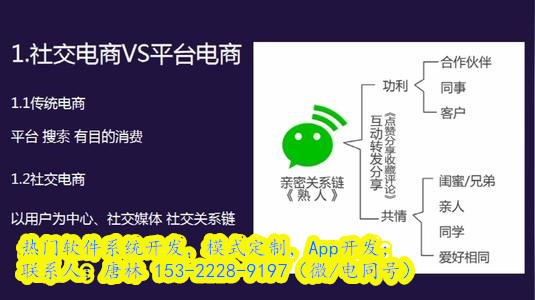 1.社交电商VS平台电商
1.1传统电商
平台 搜索 有目的消费
1.2社交电商
以用户为中心、社交媒体 社交关系链
亲密关系链
《 熟 人 》
功利
合作伙伴
同事
客户
互动转发分享
《点赞分享收藏评论》
共情
闺蜜/兄弟
亲人
同学
爱好相同
热门软件系统开发，模式定制，App开发；
联系人：唐林 153-2228-9197（微/电同号）